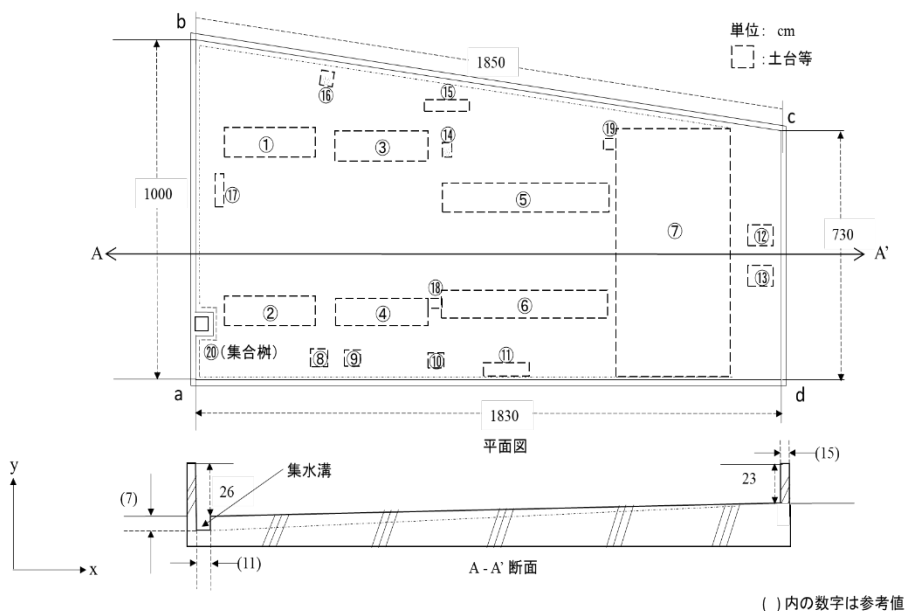 b
単位: cm
:土台等
1850
⑯
⑮
c
①
③
⑭
⑲
⑤
1000
⑰
⑦
⑫
730
A
A'
⑬
⑱
②
④
⑥
⑳(集合桝)
⑧
⑨
⑩
⑪
a
d
1830
平面図
y
集水溝
(15)
(7)
26
23
x
(11)
A - A' 断面
( ) 内の数字は参考値